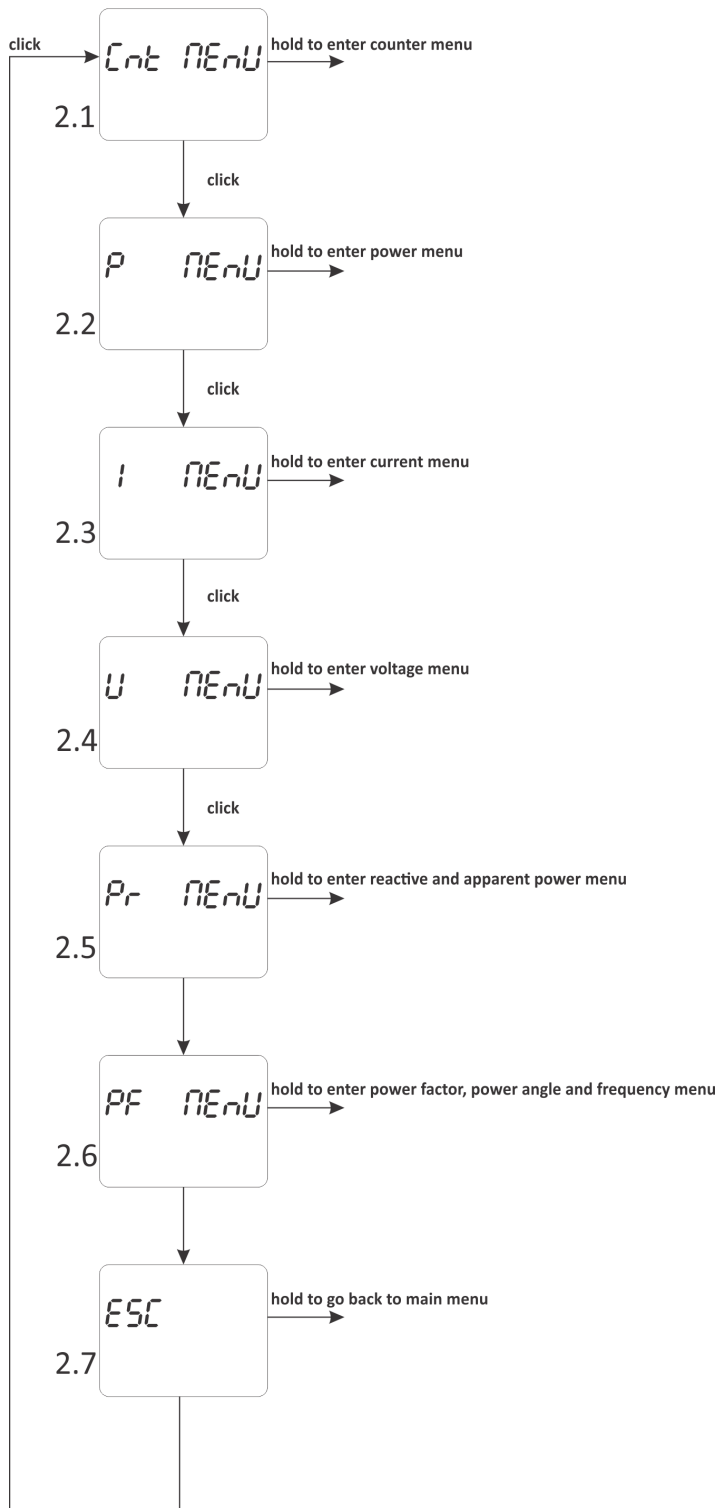 click
Cnt MEnU
hold to enter counter menu
2.1
click
P MEnU
hold to enter power menu
2.2
click
I MEnU
hold to enter current menu
2.3
click
U MEnU
hold to enter voltage menu
2.4
click
Pr MEnU
hold to enter reactive and apparent power menu
2.5
PF MEnU
hold to enter power factor, power angle and frequency menu
2.6
ESC
hold to go back to main menu
2.7